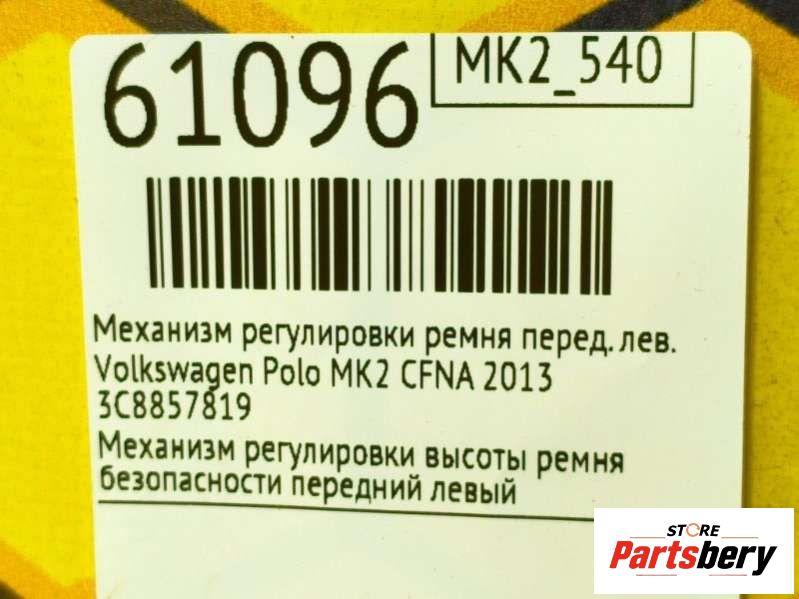 61096
MK2_540
Механизм регулировки ремня перед. лев.
Volkswagen Polo MK2 CFNA 2013
3C8857819
Механизм регулировки высоты ремня
безопасности передний левый
STORE
Partsbery